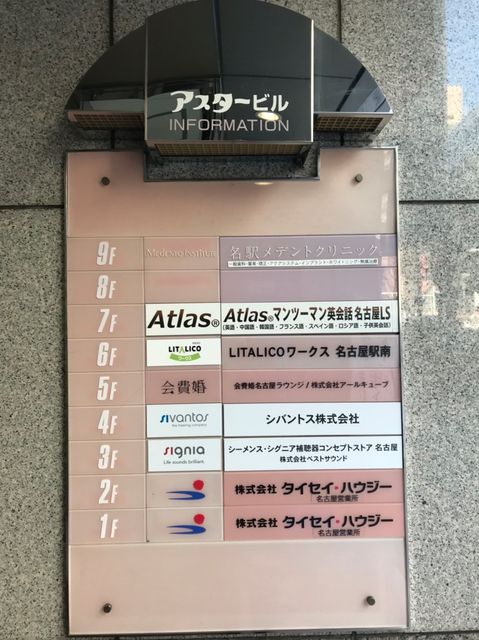 アスタービル
INFORMATION
9F 名駅メデントクリニック
8F
7F Atlas® Atlas®マンツーマン英会話 名古屋LS
(英語・中国語・韓国語・フランス語・スペイン語・ロシア語・子供英会話)
6F LITALICO ワークス LITALICOワークス 名古屋駅南
5F 会費婚 会費婚名古屋ラウンジ / 株式会社アールキューブ
4F sivantos the hearing company. シバントス株式会社
3F signia Life sounds brilliant. シーメンス・シグニア補聴器コンセプトストア 名古屋
株式会社ベストサウンド
2F 株式会社 タイセイ・ハウジー
名古屋営業所
1F 株式会社 タイセイ・ハウジー
名古屋営業所